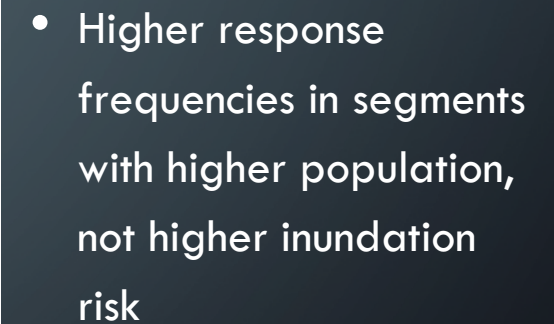 • Higher response
frequencies in segments
with higher population,
not higher inundation
risk